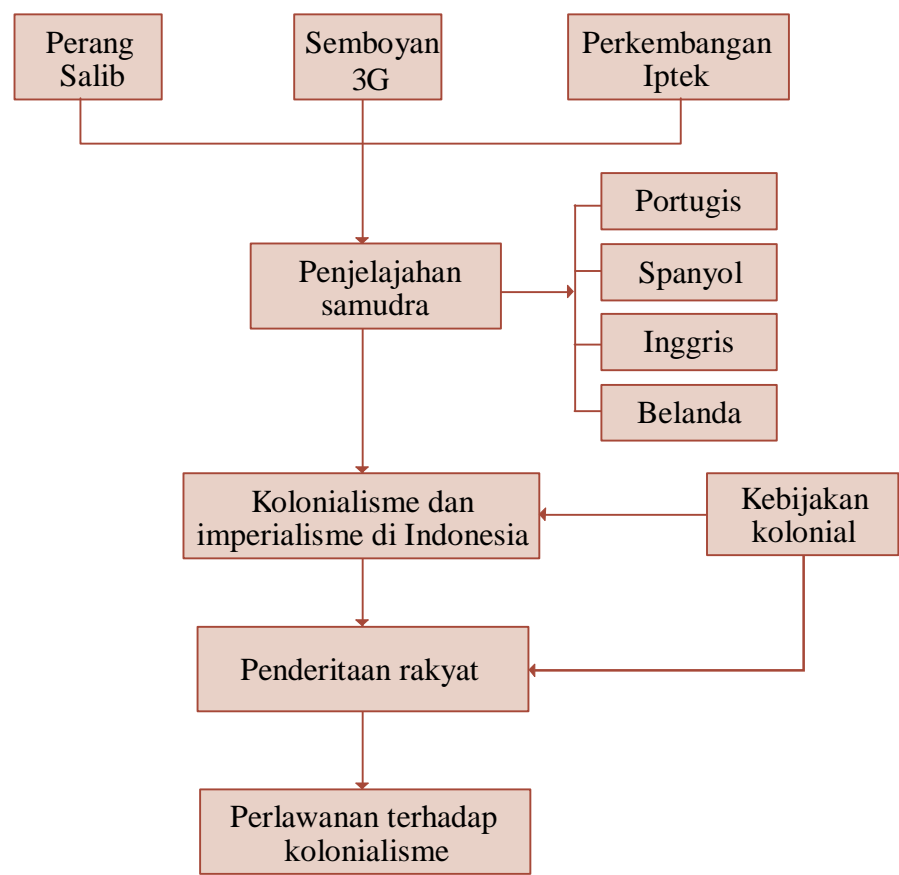 Perang
Salib
Semboyan
3G
Perkembangan
Iptek
Portugis
Penjelajahan
samudra
Spanyol
Inggris
Belanda
Kolonialisme dan
imperialisme di Indonesia
Kebijakan
kolonial
Penderitaan rakyat
Perlawanan terhadap
kolonialisme